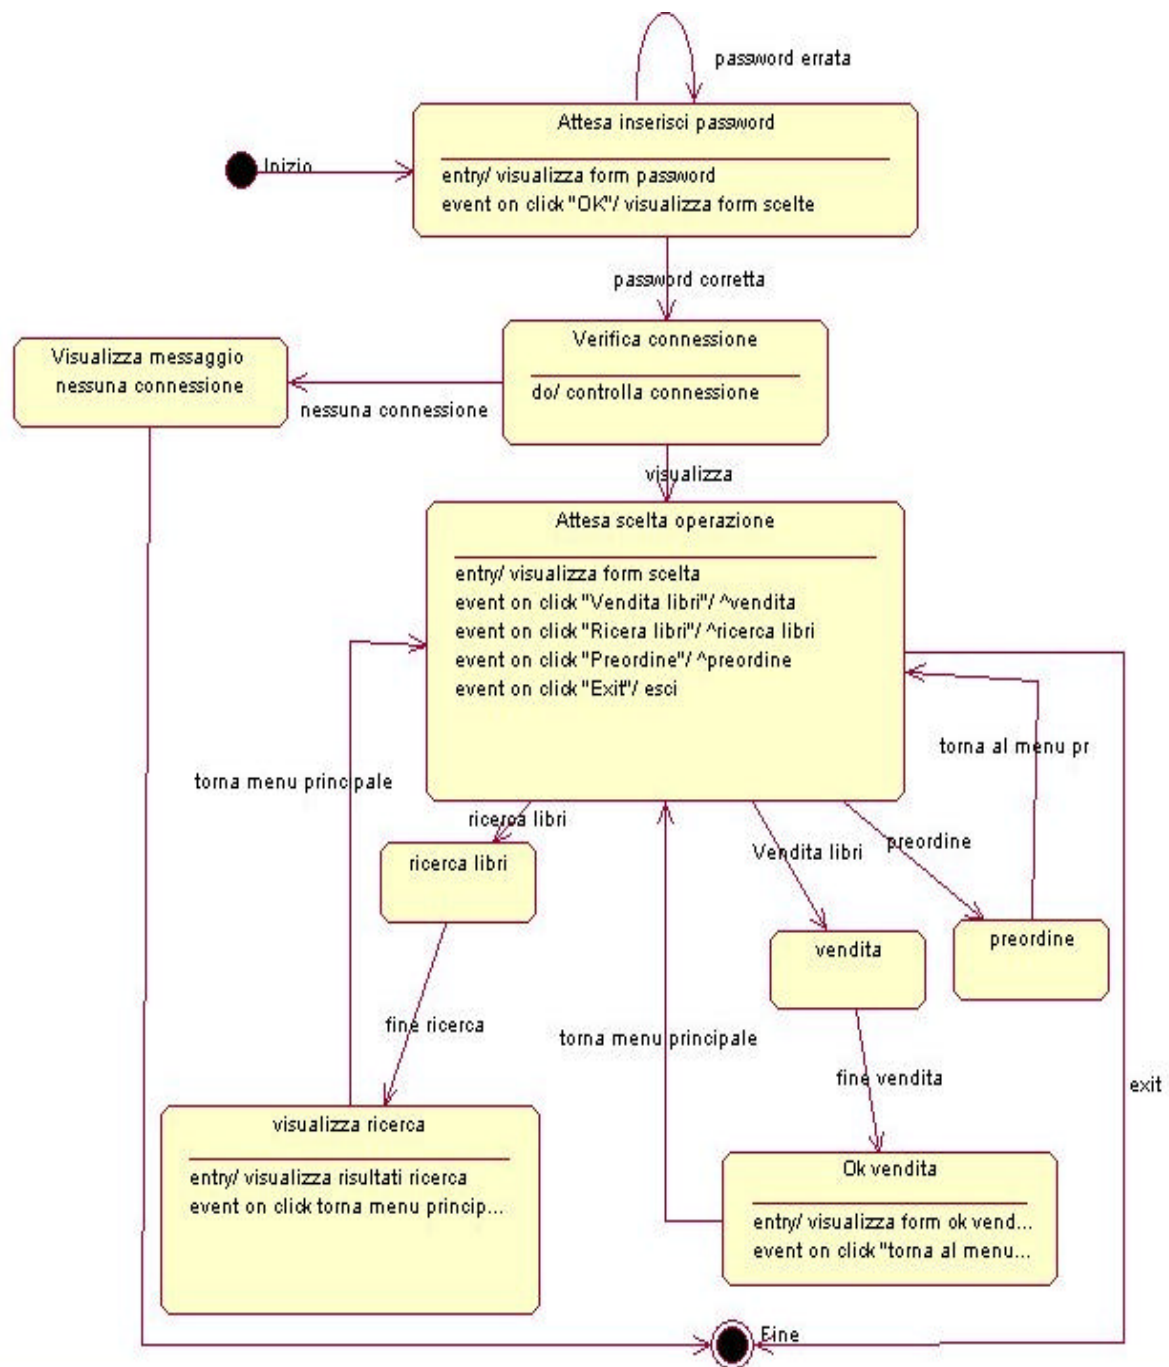 password errata
Attesa inserisci password
Inizio
entry/ visualizza form password
event on click "OK"/ visualizza form scelte
password corretta
Verifica connessione
do/ controlla connessione
Visualizza messaggio
nessuna connessione
nessuna connessione
visualizza
Attesa scelta operazione
entry/ visualizza form scelta
event on click "Vendita libri"/ ^vendita
event on click "Ricera libri"/ ^ricerca libri
event on click "Preordine"/ ^preordine
event on click "Exit"/ esci
torna al menu pr
torna menu principale
ricerca libri
ricerca libri
Vendita libri
preordine
vendita
preordine
fine ricerca
torna menu principale
fine vendita
exit
visualizza ricerca
entry/ visualizza risultati ricerca
event on click torna menu princip...
Ok vendita
entry/ visualizza form ok vend...
event on click "torna al menu...
Fine